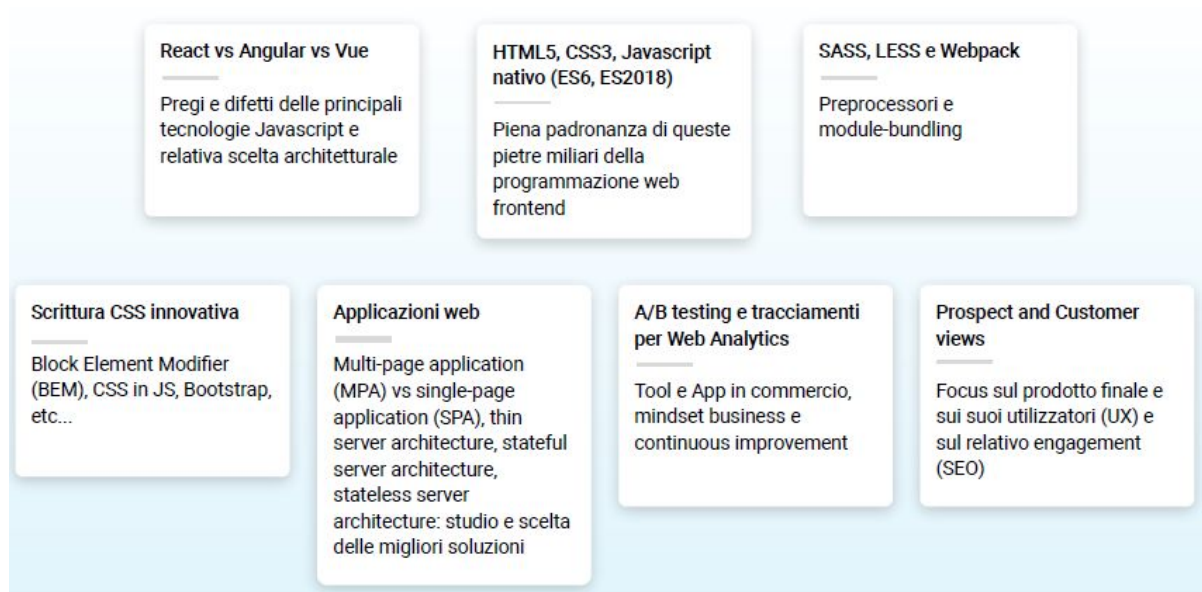 React vs Angular vs Vue
Pregi e difetti delle principali
tecnologie Javascript e
relativa scelta architetturale
HTML5, CSS3, Javascript
nativo (ES6, ES2018)
Piena padronanza di queste
pietre miliari della
programmazione web
frontend
SASS, LESS e Webpack
Preprocessori e
module-bundling
Scrittura CSS innovativa
Block Element Modifier
(BEM), CSS in JS, Bootstrap,
etc...
Applicazioni web
Multi-page application
(MPA) vs single-page
application (SPA), thin
server architecture, stateful
server architecture,
stateless server
architecture: studio e scelta
delle migliori soluzioni
A/B testing e tracciamenti
per Web Analytics
Tool e App in commercio,
mindset business e
continuous improvement
Prospect and Customer
views
Focus sul prodotto finale e
sui suoi utilizzatori (UX) e
sul relativo engagement
(SEO)